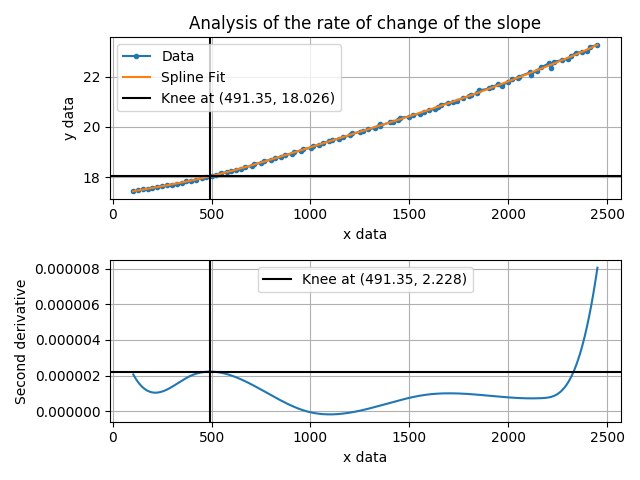 Analysis of the rate of change of the slope
Data
Spline Fit
Knee at (491.35, 18.026)
y data
22
20
18
0 500 1000 1500 2000 2500
x data
Knee at (491.35, 2.228)
Second derivative
0.000008
0.000006
0.000004
0.000002
0.000000
0 500 1000 1500 2000 2500
x data